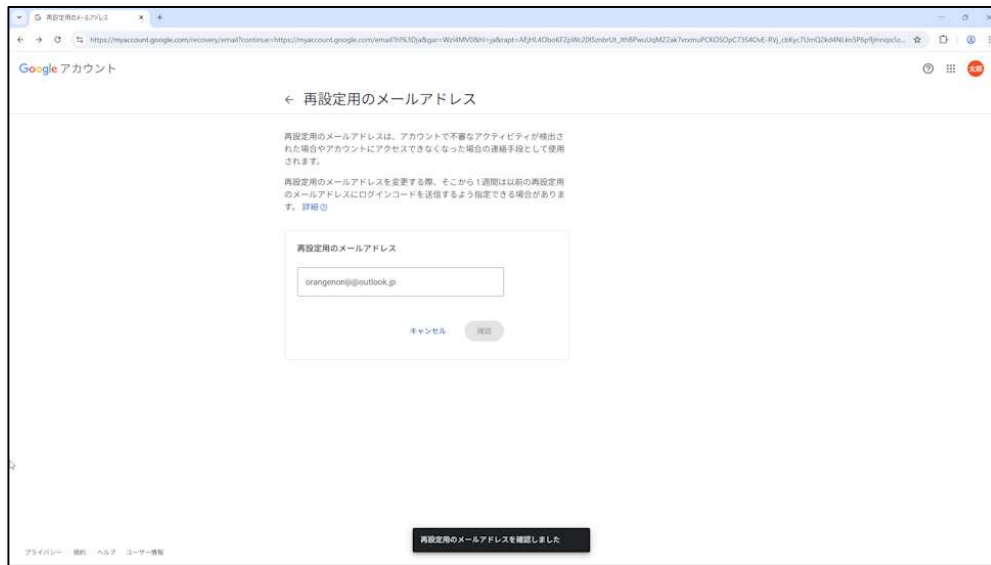 再設定用のメールアドレス
Google アカウント
太郎
← 再設定用のメールアドレス
再設定用のメールアドレスは、アカウントで不審なアクティビティが検出さ
れた場合やアカウントにアクセスできなくなった場合の連絡手段として使用
されます。
再設定用のメールアドレスを変更する際、そこから1週間は以前の再設定用
のメールアドレスにログインコードを送信するよう指定できる場合がありま
す。 詳細
再設定用のメールアドレス
orangenoniji@outlook.jp
キャンセル 確認
再設定用のメールアドレスを確認しました
プライバシー 規約 ヘルプ ユーザー情報